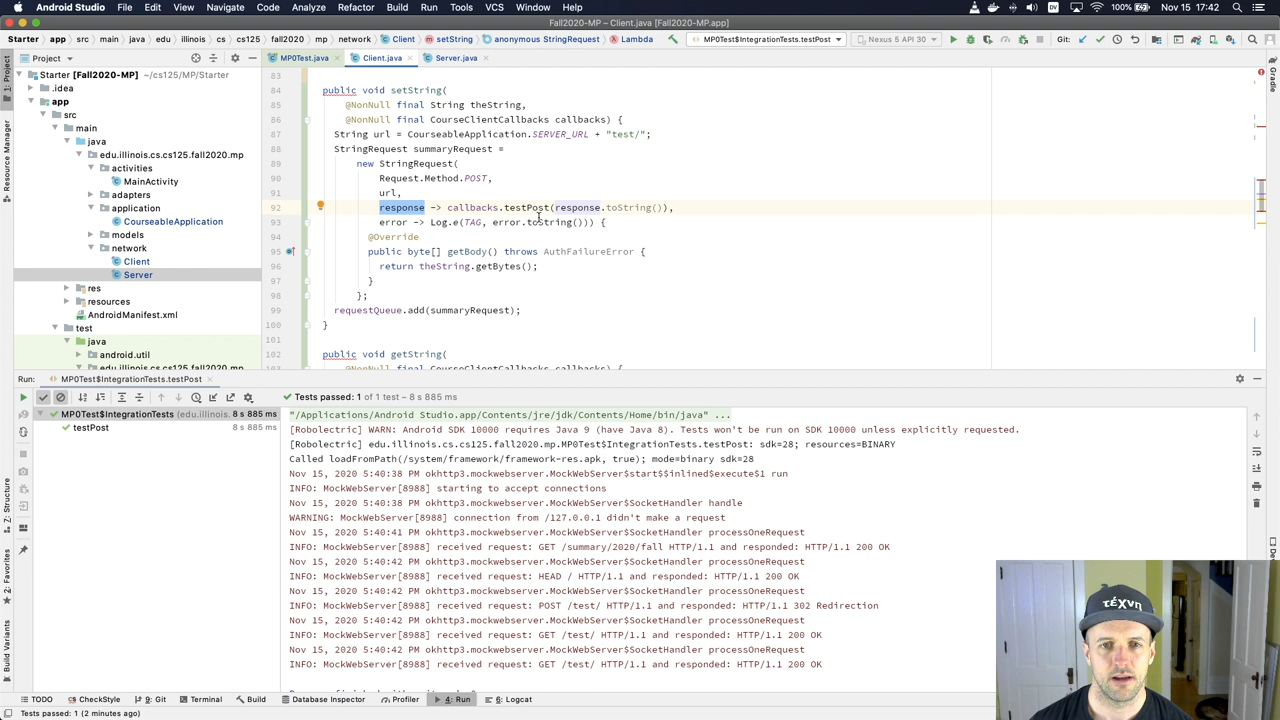 Android Studio File Edit View Navigate Code Analyze Refactor Build Run Tools VCS Window Help 100% Sun Nov 15 17:42
Fall2020-MP – Client.java [Fall2020-MP.app]
Starter app src main java edu illinois cs cs125 fall2020 mp network Client setString anonymous StringRequest Lambda MP0Test$IntegrationTests.testPost Nexus 5 API 30 Git:
Project MP0Test.java Client.java Server.java
Starter [Fall2020-MP] ~/cs125/MP/Starter
.idea
app
src
main
java
edu.illinois.cs.cs125.fall2020.mp
activities
MainActivity
adapters
application
CourseableApplication
models
network
Client
Server
res
resources
AndroidManifest.xml
test
java
android.util
edu.illinois.cs.cs125.fall2020.mp
83
84 public void setString(
85 @NonNull final String theString,
86 @NonNull final CourseClientCallbacks callbacks) {
87 String url = CourseableApplication.SERVER_URL + "test/";
88 StringRequest summaryRequest =
89 new StringRequest(
90 Request.Method.POST,
91 url,
92 response -> callbacks.testPost(response.toString()),
93 error -> Log.e(TAG, error.toString())) {
94 @Override
95 public byte[] getBody() throws AuthFailureError {
96 return theString.getBytes();
97 }
98 };
99 requestQueue.add(summaryRequest);
100 }
101
102 public void getString(
103 @NonNull final CourseClientCallbacks callbacks) {
Run: MP0Test$IntegrationTests.testPost
Tests passed: 1 of 1 test – 8 s 885 ms
MP0Test$IntegrationTests (edu.illinois. 8 s 885 ms
testPost 8 s 885 ms
"/Applications/Android Studio.app/Contents/jre/jdk/Contents/Home/bin/java" ...
[Robolectric] WARN: Android SDK 10000 requires Java 9 (have Java 8). Tests won't be run on SDK 10000 unless explicitly requested.
[Robolectric] edu.illinois.cs.cs125.fall2020.mp.MP0Test$IntegrationTests.testPost: sdk=28; resources=BINARY
Called loadFromPath(/system/framework/framework-res.apk, true); mode=binary sdk=28
Nov 15, 2020 5:40:38 PM okhttp3.mockwebserver.MockWebServer$start$$inlined$execute$1 run
INFO: MockWebServer[8988] starting to accept connections
Nov 15, 2020 5:40:38 PM okhttp3.mockwebserver.MockWebServer$SocketHandler handle
WARNING: MockWebServer[8988] connection from /127.0.0.1 didn't make a request
Nov 15, 2020 5:40:41 PM okhttp3.mockwebserver.MockWebServer$SocketHandler processOneRequest
INFO: MockWebServer[8988] received request: GET /summary/2020/fall HTTP/1.1 and responded: HTTP/1.1 200 OK
Nov 15, 2020 5:40:42 PM okhttp3.mockwebserver.MockWebServer$SocketHandler processOneRequest
INFO: MockWebServer[8988] received request: HEAD / HTTP/1.1 and responded: HTTP/1.1 200 OK
Nov 15, 2020 5:40:42 PM okhttp3.mockwebserver.MockWebServer$SocketHandler processOneRequest
INFO: MockWebServer[8988] received request: POST /test/ HTTP/1.1 and responded: HTTP/1.1 302 Redirection
Nov 15, 2020 5:40:42 PM okhttp3.mockwebserver.MockWebServer$SocketHandler processOneRequest
INFO: MockWebServer[8988] received request: GET /test/ HTTP/1.1 and responded: HTTP/1.1 200 OK
Nov 15, 2020 5:40:42 PM okhttp3.mockwebserver.MockWebServer$SocketHandler processOneRequest
INFO: MockWebServer[8988] received request: GET /test/ HTTP/1.1 and responded: HTTP/1.1 200 OK
TODO CheckStyle 9: Git Terminal Build Database Inspector Profiler 4: Run 6: Logcat
Tests passed: 1 (2 minutes ago)
1: Project
Resource Manager
7: Structure
2: Favorites
Build Variants
Gradle
τέχνη